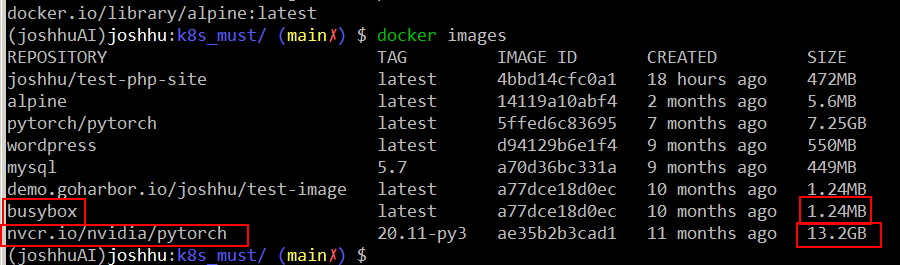 docker.io/library/alpine:latest
(joshhuAI)joshhu:k8s_must/ (main✗) $ docker images
REPOSITORY TAG IMAGE ID CREATED SIZE
joshhu/test-php-site latest 4bbd14cfc0a1 18 hours ago 472MB
alpine latest 14119a10abf4 2 months ago 5.6MB
pytorch/pytorch latest 5ffed6c83695 7 months ago 7.25GB
wordpress latest d94129b6e1f4 9 months ago 550MB
mysql 5.7 a70d36bc331a 9 months ago 449MB
demo.goharbor.io/joshhu/test-image latest a77dce18d0ec 10 months ago 1.24MB
busybox latest a77dce18d0ec 10 months ago 1.24MB
nvcr.io/nvidia/pytorch 20.11-py3 ae35b2b3cad1 11 months ago 13.2GB
(joshhuAI)joshhu:k8s_must/ (main✗) $